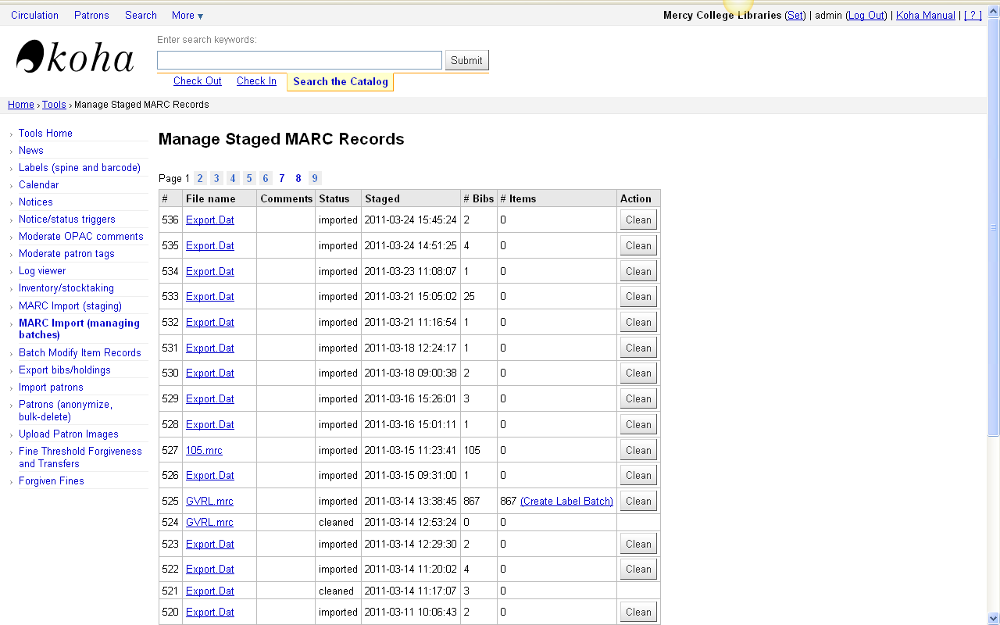 Circulation Patrons Search More ▼ Mercy College Libraries (Set) | admin (Log Out) | Koha Manual | [ ? ]
koha
Enter search keywords:
Submit
Check Out Check In Search the Catalog
Home › Tools › Manage Staged MARC Records
› Tools Home
› News
› Labels (spine and barcode)
› Calendar
› Notices
› Notice/status triggers
› Moderate OPAC comments
› Moderate patron tags
› Log viewer
› Inventory/stocktaking
› MARC Import (staging)
› MARC Import (managing
batches)
› Batch Modify Item Records
› Export bibs/holdings
› Import patrons
› Patrons (anonymize,
bulk-delete)
› Upload Patron Images
› Fine Threshold Forgiveness
and Transfers
› Forgiven Fines
Manage Staged MARC Records
Page 1 2 3 4 5 6 7 8 9
# File name Comments Status Staged # Bibs # Items Action
536 Export.Dat imported 2011-03-24 15:45:24 2 0 Clean
535 Export.Dat imported 2011-03-24 14:51:25 4 0 Clean
534 Export.Dat imported 2011-03-23 11:08:07 1 0 Clean
533 Export.Dat imported 2011-03-21 15:05:02 25 0 Clean
532 Export.Dat imported 2011-03-21 11:16:54 1 0 Clean
531 Export.Dat imported 2011-03-18 12:24:17 1 0 Clean
530 Export.Dat imported 2011-03-18 09:00:38 2 0 Clean
529 Export.Dat imported 2011-03-16 15:26:01 3 0 Clean
528 Export.Dat imported 2011-03-16 15:01:11 1 0 Clean
527 105.mrc imported 2011-03-15 11:23:41 105 0 Clean
526 Export.Dat imported 2011-03-15 09:31:00 1 0 Clean
525 GVRL.mrc imported 2011-03-14 13:38:45 867 867 (Create Label Batch) Clean
524 GVRL.mrc cleaned 2011-03-14 12:53:24 0 0
523 Export.Dat imported 2011-03-14 12:29:30 2 0 Clean
522 Export.Dat imported 2011-03-14 11:20:02 4 0 Clean
521 Export.Dat cleaned 2011-03-14 11:17:07 3 0
520 Export.Dat imported 2011-03-11 10:06:43 2 0 Clean